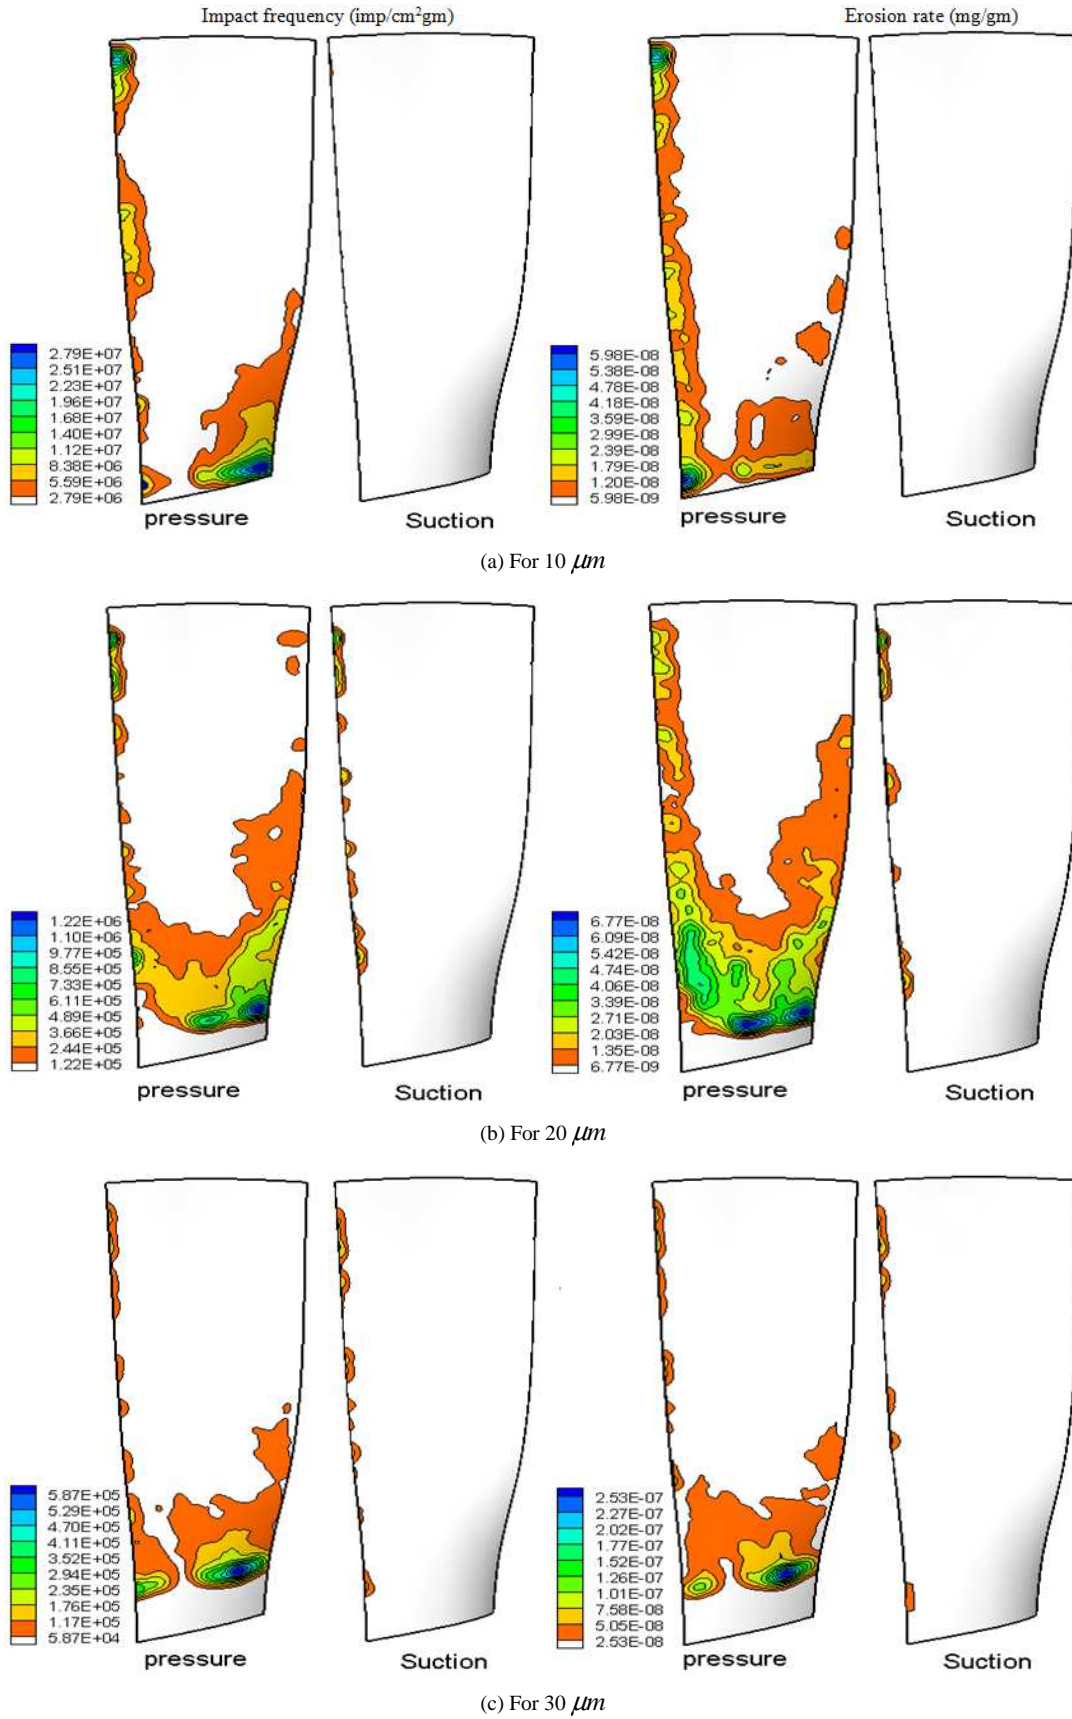 Impact frequency (imp/cm²gm)
Erosion rate (mg/gm)
2.79E+07
2.51E+07
2.23E+07
1.96E+07
1.68E+07
1.40E+07
1.12E+07
8.38E+06
5.59E+06
2.79E+06
pressure
Suction
5.98E-08
5.38E-08
4.78E-08
4.18E-08
3.59E-08
2.99E-08
2.39E-08
1.79E-08
1.20E-08
5.98E-09
pressure
Suction
(a) For 10 μm
1.22E+06
1.10E+06
9.77E+05
8.55E+05
7.33E+05
6.11E+05
4.89E+05
3.66E+05
2.44E+05
1.22E+05
pressure
Suction
6.77E-08
6.09E-08
5.42E-08
4.74E-08
4.06E-08
3.39E-08
2.71E-08
2.03E-08
1.35E-08
6.77E-09
pressure
Suction
(b) For 20 μm
5.87E+05
5.29E+05
4.70E+05
4.11E+05
3.52E+05
2.94E+05
2.35E+05
1.76E+05
1.17E+05
5.87E+04
pressure
Suction
2.53E-07
2.27E-07
2.02E-07
1.77E-07
1.52E-07
1.26E-07
1.01E-07
7.58E-08
5.05E-08
2.53E-08
pressure
Suction
(c) For 30 μm